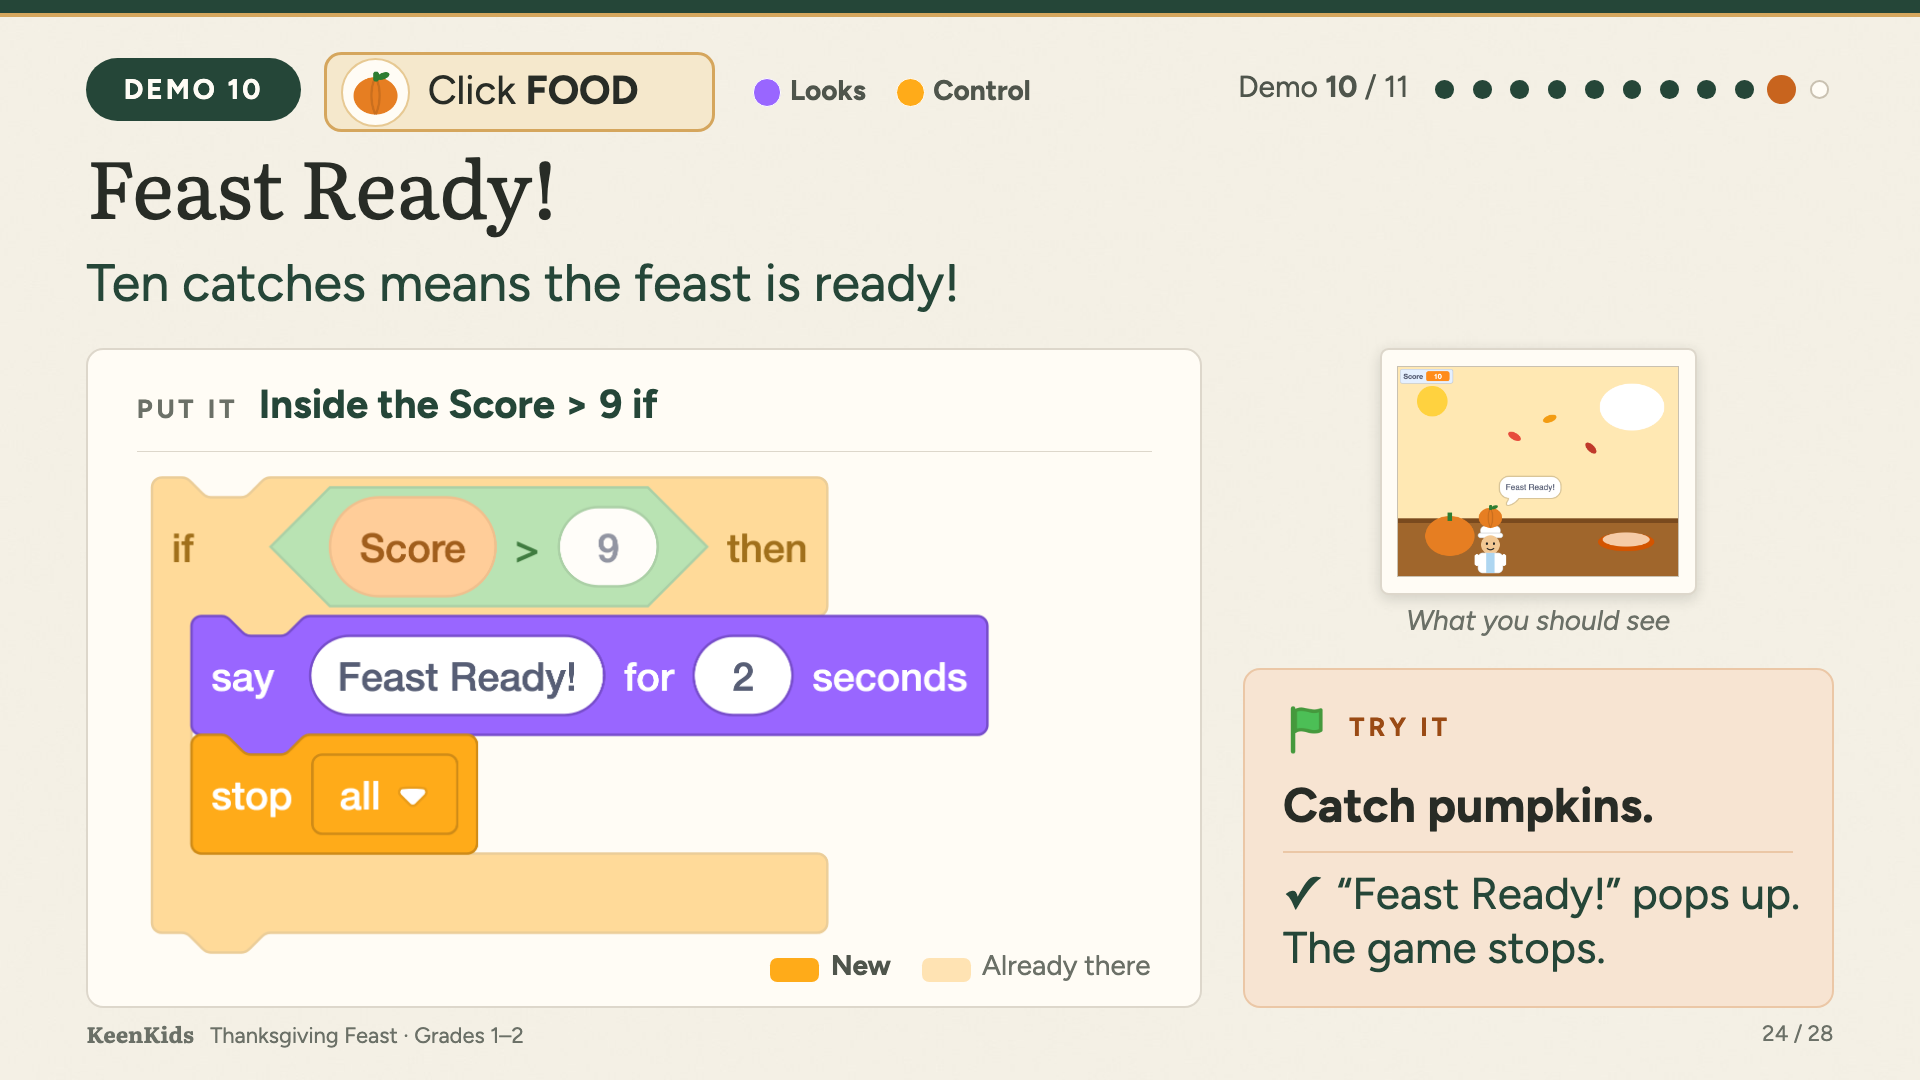 DEMO 10
Click FOOD
Looks
Control
Demo 10 / 11
Feast Ready!
Ten catches means the feast is ready!
PUT IT Inside the Score > 9 if
if Score > 9 then
say Feast Ready! for 2 seconds
stop all
New
Already there
Score 10
Feast Ready!
What you should see
TRY IT
Catch pumpkins.
✔ “Feast Ready!” pops up.
The game stops.
KeenKids Thanksgiving Feast · Grades 1–2
24 / 28